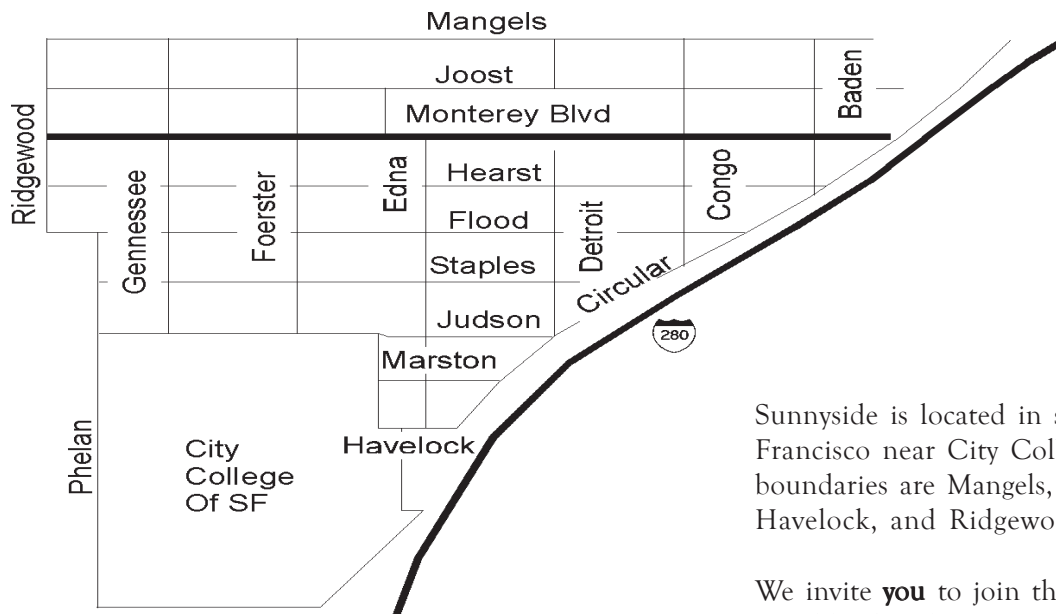 Mangels
Joost
Monterey Blvd
Baden
Ridgewood
Gennessee
Foerster
Edna
Hearst
Congo
Flood
Detroit
Staples
Circular
Judson
280
Marston
Phelan
City
College
Of SF
Havelock
Sunnyside is located in
Francisco near City Col
boundaries are Mangels,
Havelock, and Ridgewo
We invite you to join th